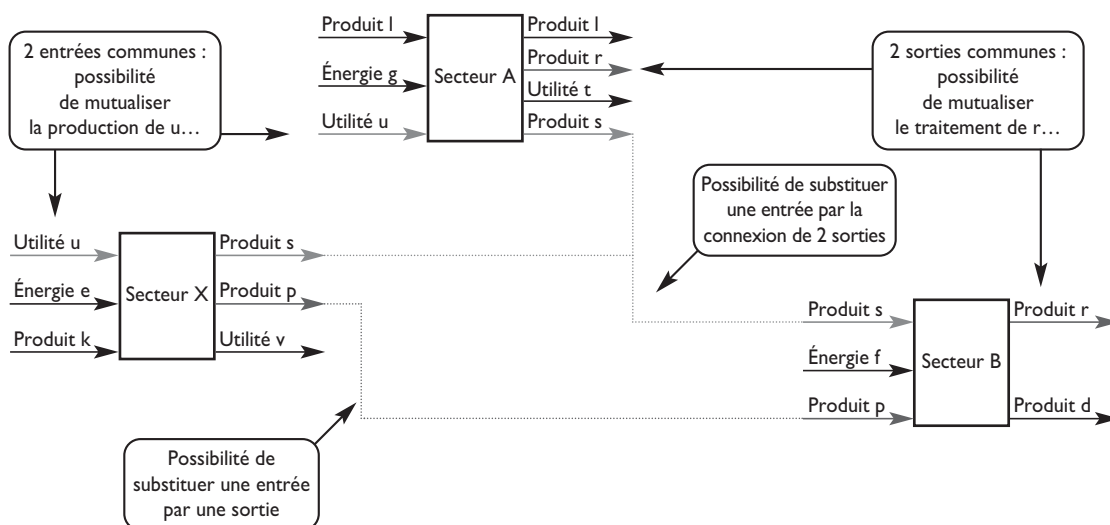 2 entrées communes :
possibilité
de mutualiser
la production de u…
Produit l
Énergie g
Utilité u
Secteur A
Produit l
Produit r
Utilité t
Produit s
2 sorties communes :
possibilité
de mutualiser
le traitement de r…
Possibilité de substituer
une entrée par la
connexion de 2 sorties
Utilité u
Énergie e
Produit k
Secteur X
Produit s
Produit p
Utilité v
Produit s
Énergie f
Produit p
Secteur B
Produit r
Produit d
Possibilité de
substituer une entrée
par une sortie